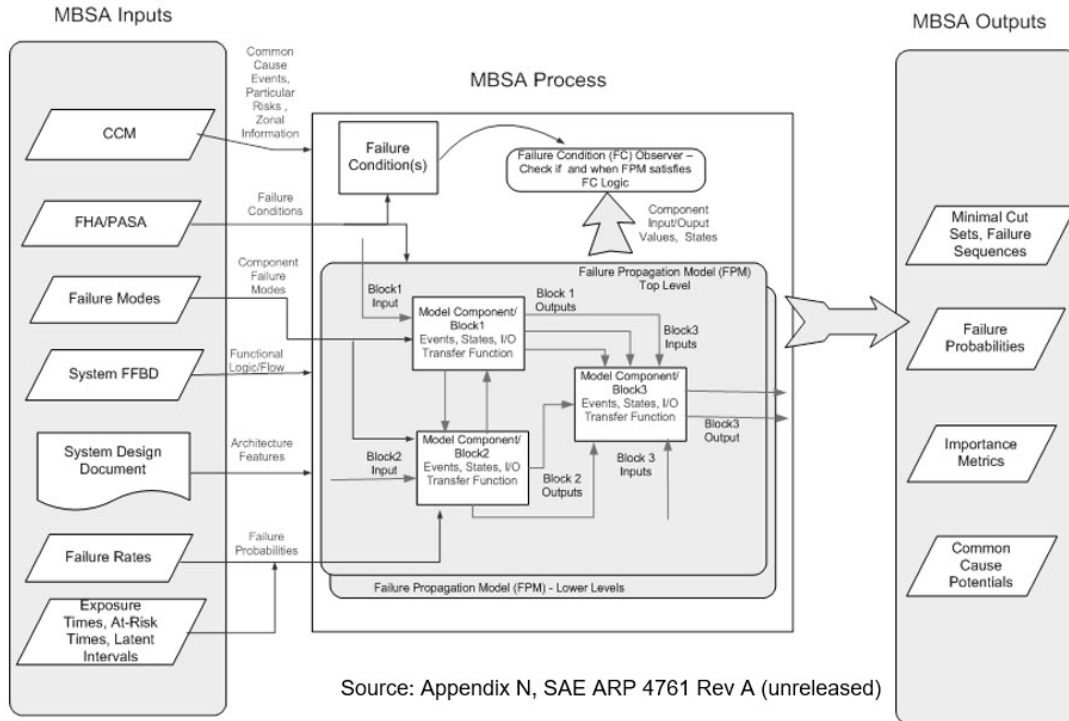 MBSA Inputs
MBSA Outputs
MBSA Process
CCM
FHA/PASA
Failure Modes
System FFBD
System Design
Document
Failure Rates
Exposure
Times, At-Risk
Times, Latent
Intervals
Common
Cause
Events,
Particular
Risks ,
Zonal
Information
Failure
Conditions
Component
Failure
Modes
Functional
Logic/Flow
Architecture
Features
Failure
Probabilities
Failure
Condition(s)
Failure Condition (FC) Observer –
Check if and when FPM satisfies
FC Logic
Component
Input/Ouput
Values, States
Failure Propagation Model (FPM)
Top Level
Block1
Input
Model Component/
Block1
Events, States, I/O
Transfer Function
Block 1
Outputs
Block3
Inputs
Model Component/
Block3
Events, States, I/O
Transfer Function
Block3
Output
Block2
Input
Model Component/
Block2
Events, States, I/O
Transfer Function
Block 2
Outputs
Block 3
Inputs
Failure Propagation Model (FPM) - Lower Levels
Minimal Cut
Sets, Failure
Sequences
Failure
Probabilities
Importance
Metrics
Common
Cause
Potentials
Source: Appendix N, SAE ARP 4761 Rev A (unreleased)